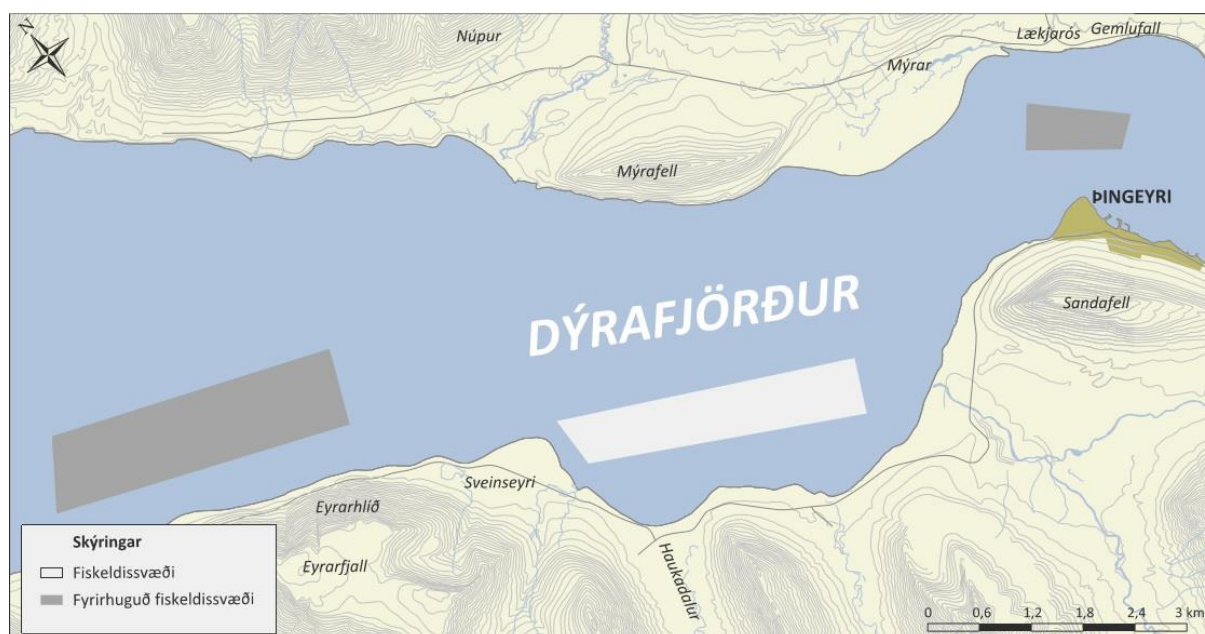 N
Núpur
Lækjarós
Gemlufall
Mýrar
Mýrafell
ÞINGEYRI
DÝRAFJÖRÐUR
Sandafell
Sveinseyri
Eyrarhlíð
Eyrarfjall
Haukadalur
Skýringar
Fiskeldissvæði
Fyrirhuguð fiskeldissvæði
0 0,6 1,2 1,8 2,4 3 km